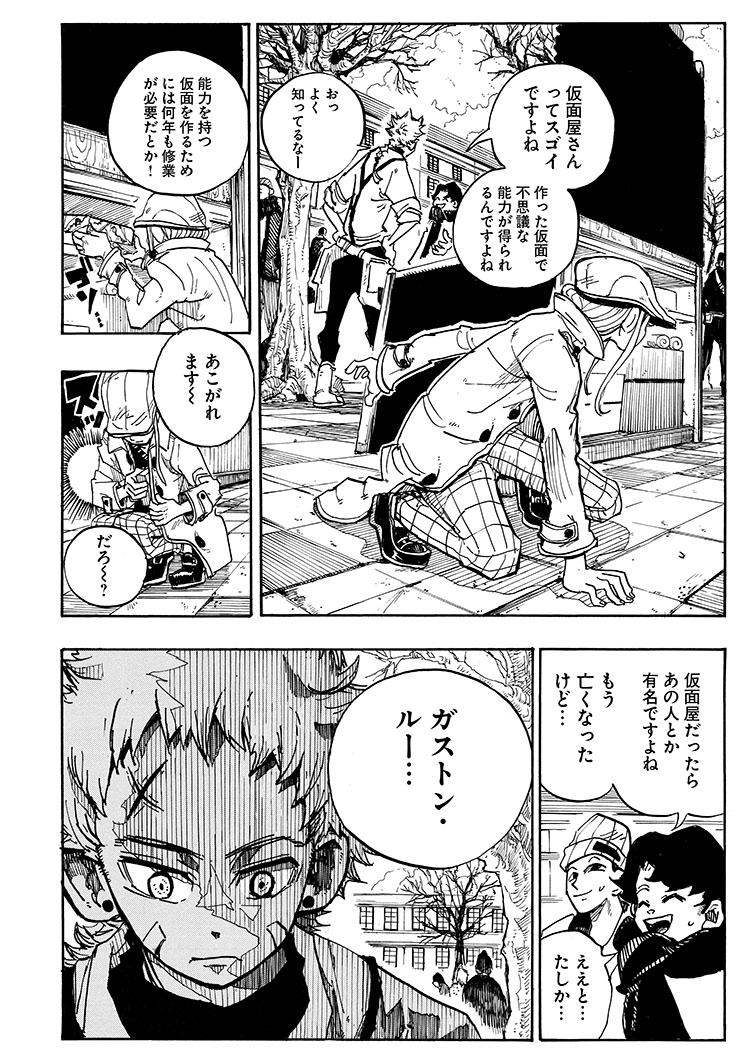 仮面屋さん
ってスゴイ
ですよね
作った仮面で
不思議な
能力が得られ
るんですよね
おっ
よく
知ってるなー
能力を持つ
仮面を作るため
には何年も修業
が必要だとか！
ゴソ…
あこがれ
ます〜
スッ
だろ〜？
仮面屋だったら
あの人とか
有名ですよね
もう
亡くなった
けど…
ええと…
たしか…
ガストン・
ルー…